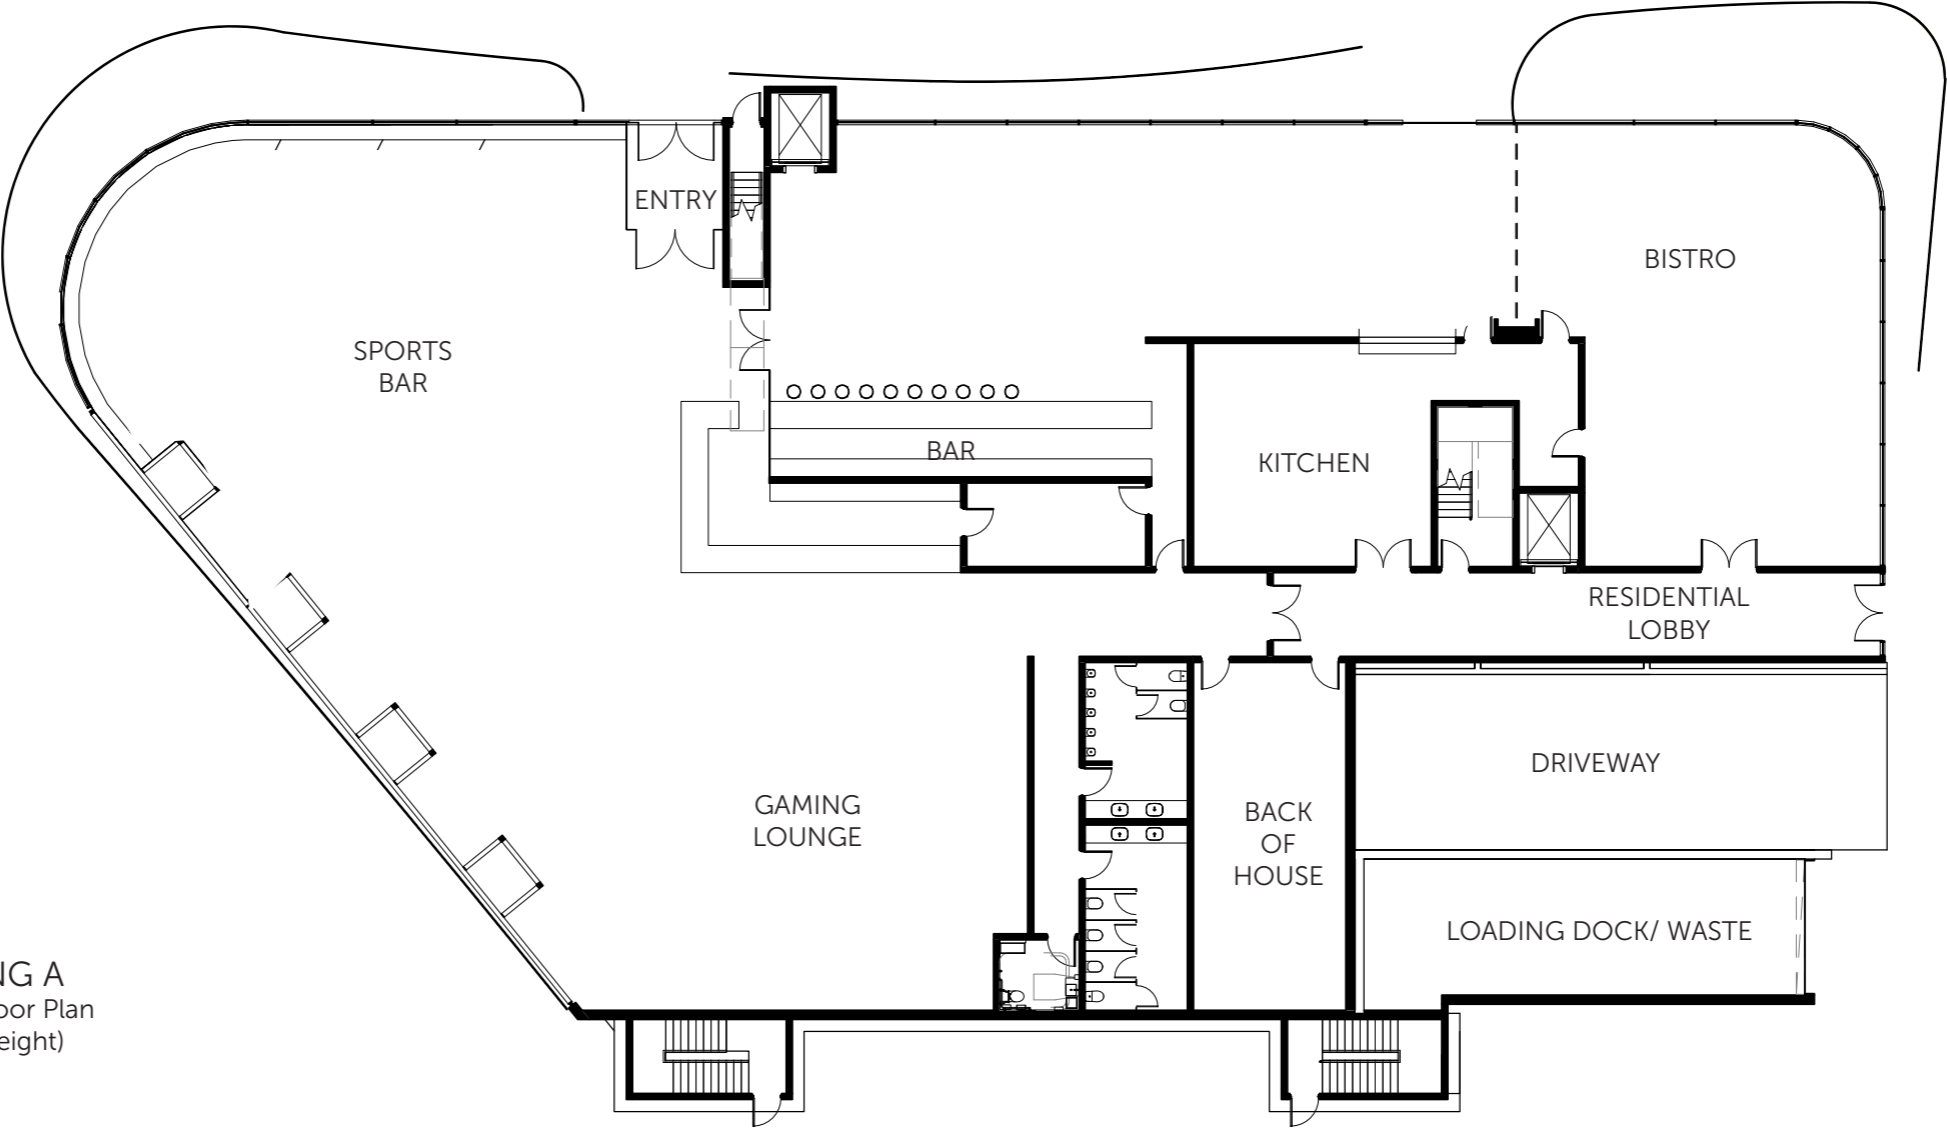 ENTRY
BISTRO
SPORTS
BAR
BAR
KITCHEN
RESIDENTIAL
LOBBY
DRIVEWAY
GAMING
LOUNGE
BACK
OF
HOUSE
LOADING DOCK/ WASTE
NG A
oor Plan
eight)